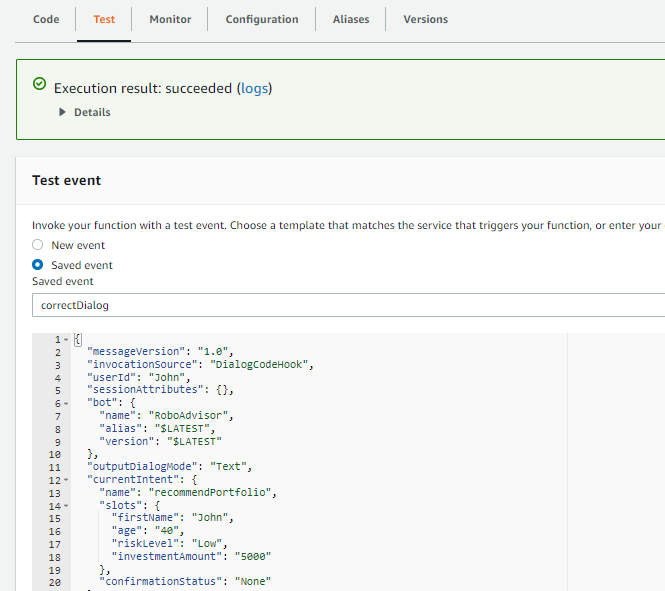 Code Test Monitor Configuration Aliases Versions
Execution result: succeeded (logs)
Details
Test event
Invoke your function with a test event. Choose a template that matches the service that triggers your function, or enter your
New event
Saved event
Saved event
correctDialog
1 {
2 "messageVersion": "1.0",
3 "invocationSource": "DialogCodeHook",
4 "userId": "John",
5 "sessionAttributes": {},
6 "bot": {
7 "name": "RoboAdvisor",
8 "alias": "$LATEST",
9 "version": "$LATEST"
10 },
11 "outputDialogMode": "Text",
12 "currentIntent": {
13 "name": "recommendPortfolio",
14 "slots": {
15 "firstName": "John",
16 "age": "40",
17 "riskLevel": "Low",
18 "investmentAmount": "5000"
19 },
20 "confirmationStatus": "None"